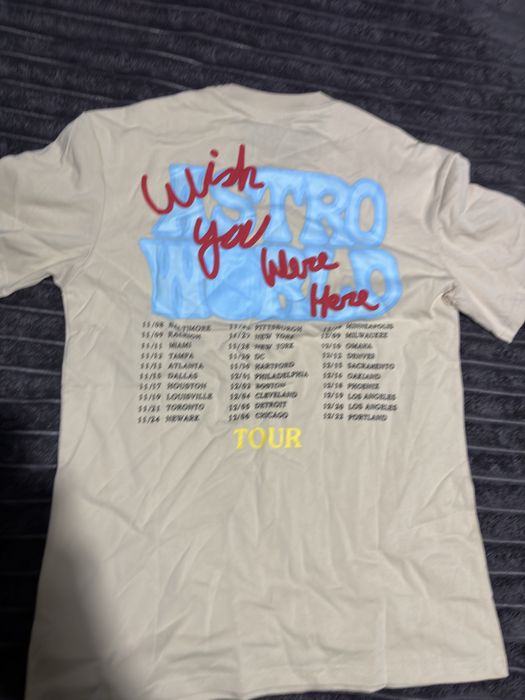 ASTRO
WORLD
Wish
you
Were
Here
11/08 BALTIMORE
11/09
11/11 MIAMI
11/12 TAMPA
11/13 ATLANTA
11/15 DALLAS
11/17 HOUSTON
11/19 LOUISVILLE
11/21 TORONTO
11/24 NEWARK
PITTSBURGH
11/27 NEW YORK
11/28 NEW YORK
11/29 DC
11/30 HARTFORD
12/01 PHILADELPHIA
12/02 BOSTON
12/04 CLEVELAND
12/05 DETROIT
12/06 CHICAGO
MINNEAPOLIS
12/09 MILWAUKEE
12/10 OMAHA
12/12 DENVER
12/15 SACRAMENTO
12/16 OAKLAND
12/18 PHOENIX
12/19 LOS ANGELES
12/20 LOS ANGELES
12/22 PORTLAND
TOUR